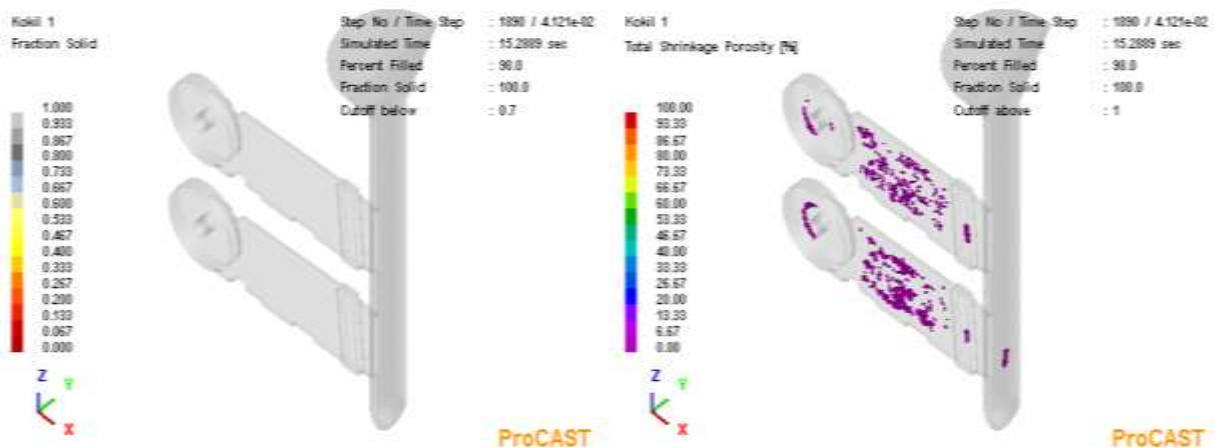 Kokil 1
Fraction Solid
Step No / Time Step : 1890 / 4.121e-02
Simulated Time : 15.2889 sec
Percent Filled : 98.0
Fraction Solid : 100.0
Cutoff below : 0.7
1.000
0.933
0.867
0.800
0.733
0.667
0.600
0.533
0.467
0.400
0.333
0.267
0.200
0.133
0.067
0.000
Z
Y
X
ProCAST
Kokil 1
Total Shrinkage Porosity [%]
Step No / Time Step : 1890 / 4.121e-02
Simulated Time : 15.2889 sec
Percent Filled : 98.0
Fraction Solid : 100.0
Cutoff above : 1
100.00
93.33
86.67
80.00
73.33
66.67
60.00
53.33
46.67
40.00
33.33
26.67
20.00
13.33
6.67
0.00
Z
Y
X
ProCAST